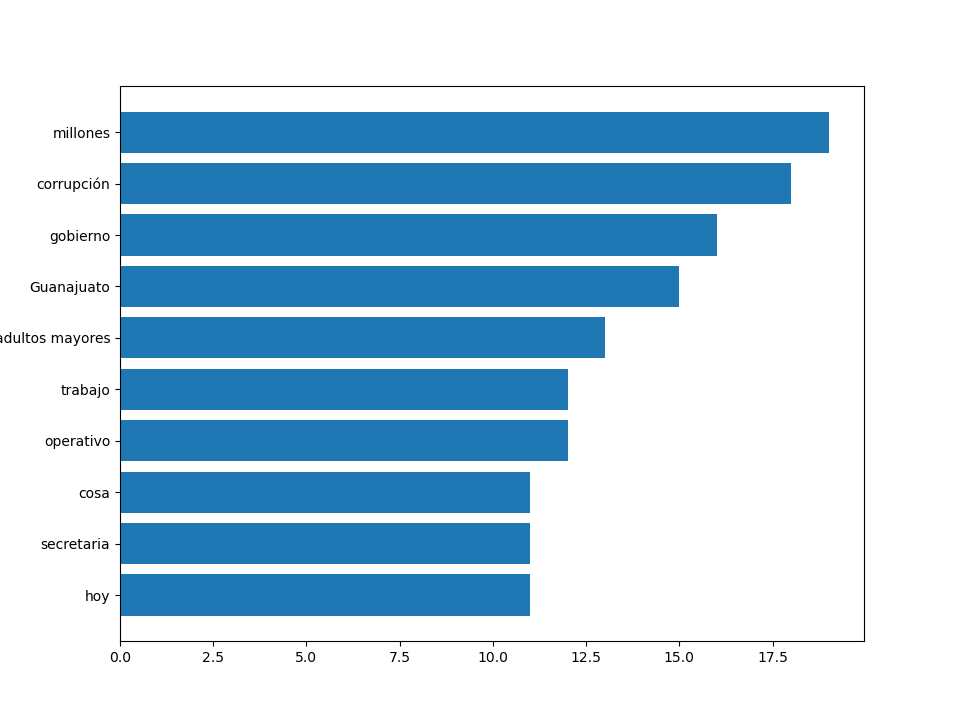 millones
corrupción
gobierno
Guanajuato
adultos mayores
trabajo
operativo
cosa
secretaria
hoy
0.0 2.5 5.0 7.5 10.0 12.5 15.0 17.5